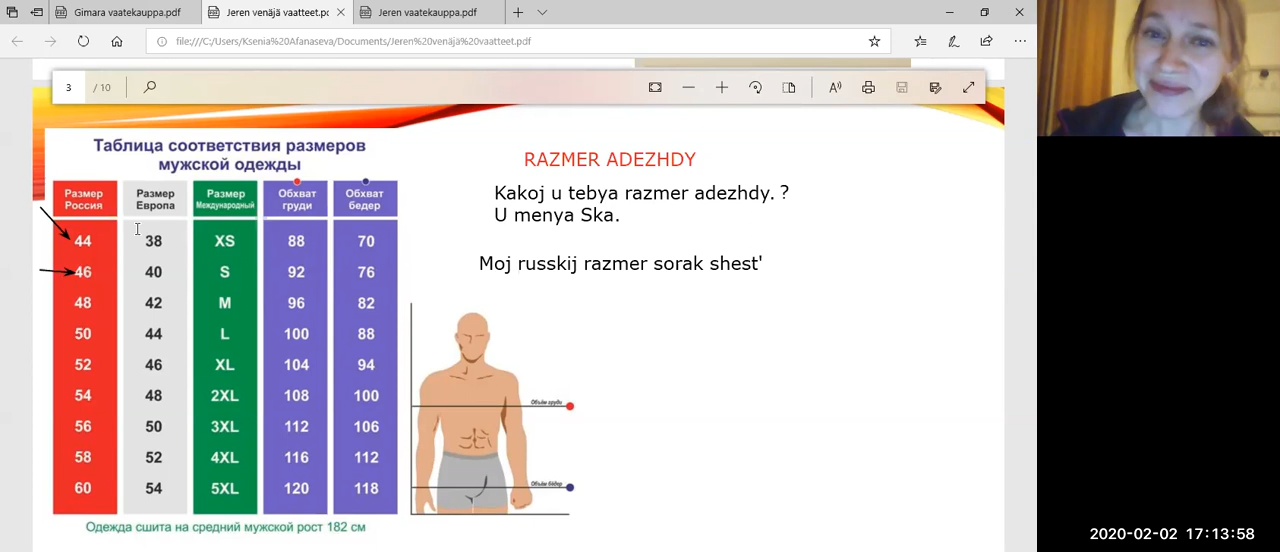 Gimara vaatekauppa.pdf
Jeren venäjä vaatteet.pd
Jeren vaatekauppa.pdf
file:///C:/Users/Ksenia%20Afanaseva/Documents/Jeren%20venäjä%20vaatteet.pdf
3 / 10
Таблица соответствия размеров
мужской одежды
Размер Россия
Размер Европа
Размер Международный
Обхват груди
Обхват бедер
44 38 XS 88 70
46 40 S 92 76
48 42 M 96 82
50 44 L 100 88
52 46 XL 104 94
54 48 2XL 108 100
56 50 3XL 112 106
58 52 4XL 116 112
60 54 5XL 120 118
Одежда сшита на средний мужской рост 182 см
RAZMER ADEZHDY
Kakoj u tebya razmer adezhdy. ?
U menya Ska.
Moj russkij razmer sorak shest'
Объём груди
Объём бёдер
2020-02-02 17:13:58